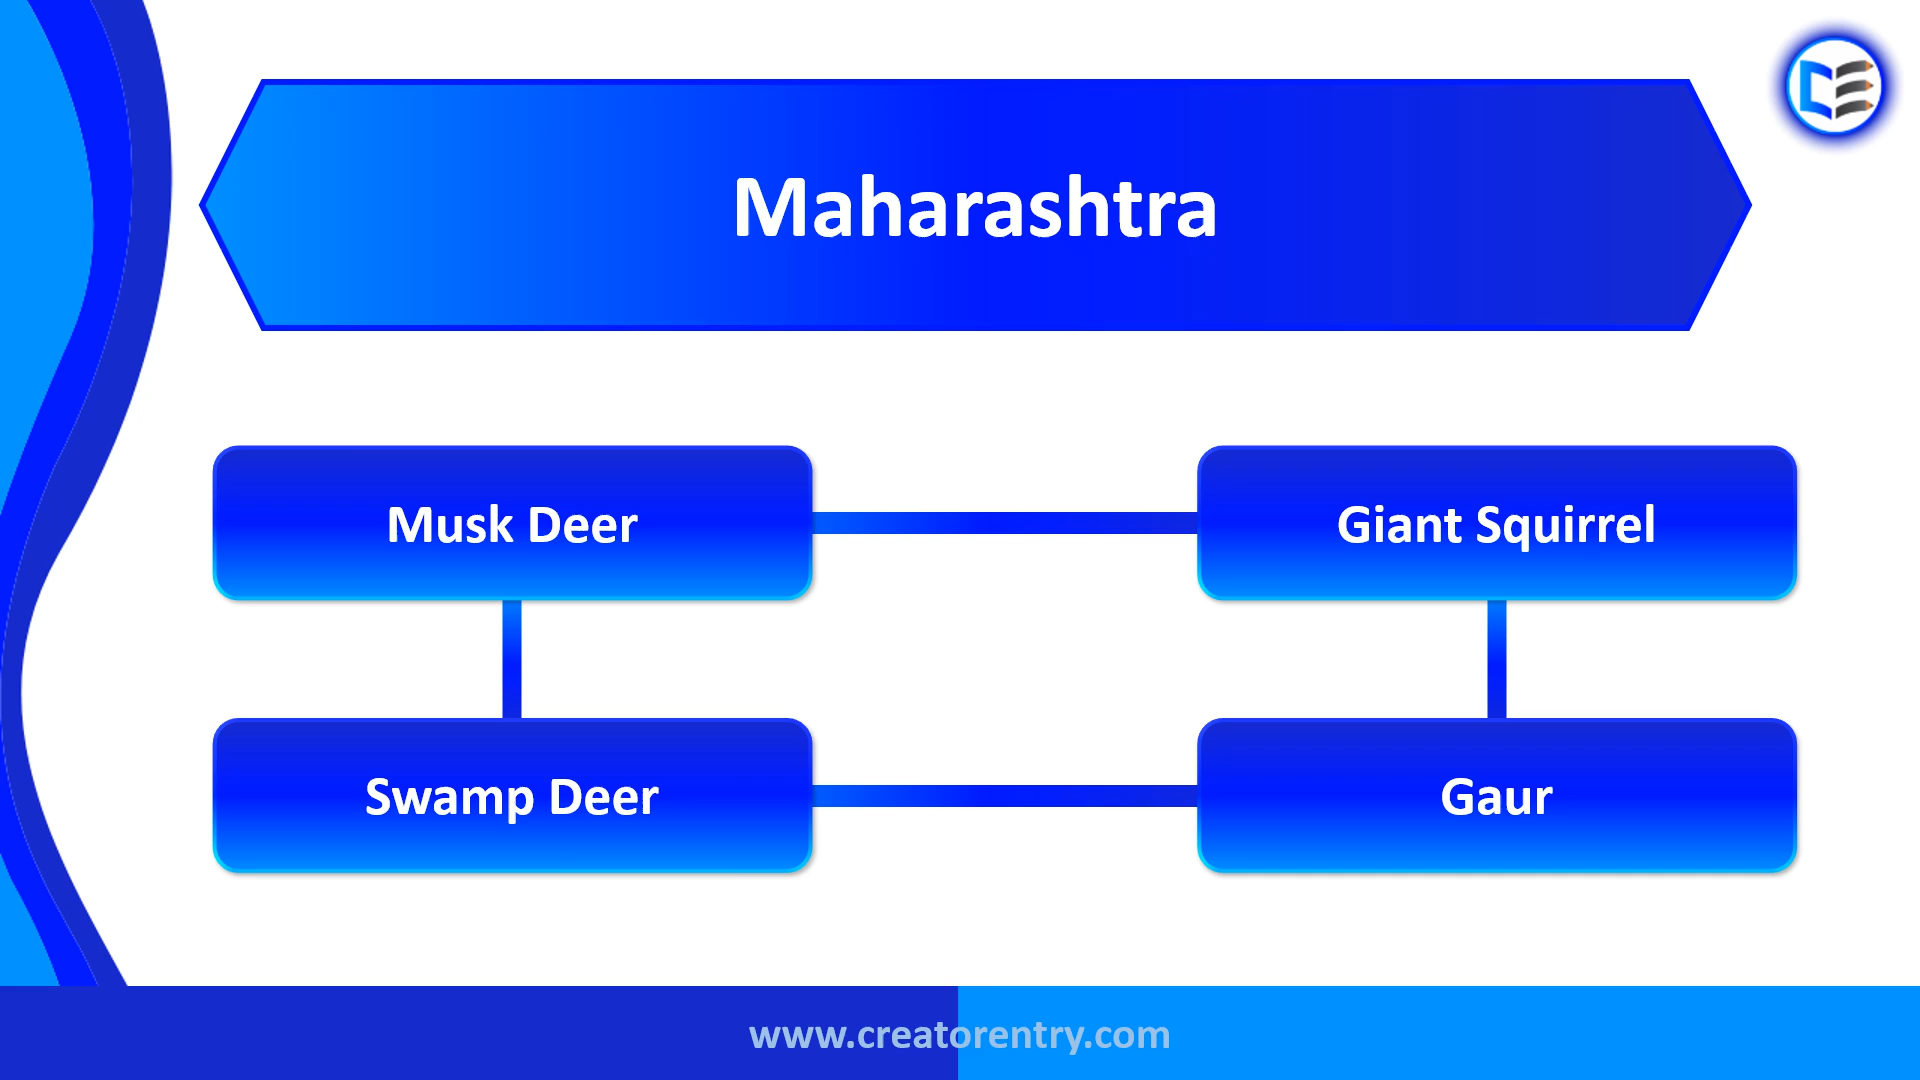 Maharashtra
Musk Deer
Giant Squirrel
Swamp Deer
Gaur
www.creatorentry.com